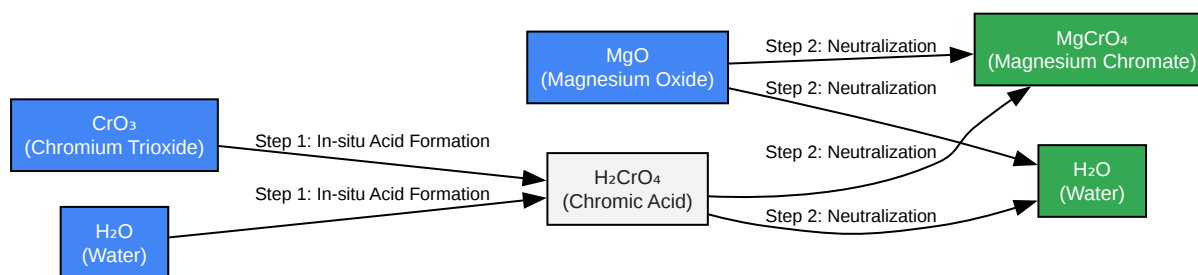 MgO
(Magnesium Oxide)
Step 2: Neutralization
Step 2: Neutralization
MgCrO₄
(Magnesium Chromate)
CrO₃
(Chromium Trioxide)
Step 1: In-situ Acid Formation
Step 1: In-situ Acid Formation
H₂O
(Water)
H₂CrO₄
(Chromic Acid)
Step 2: Neutralization
Step 2: Neutralization
H₂O
(Water)